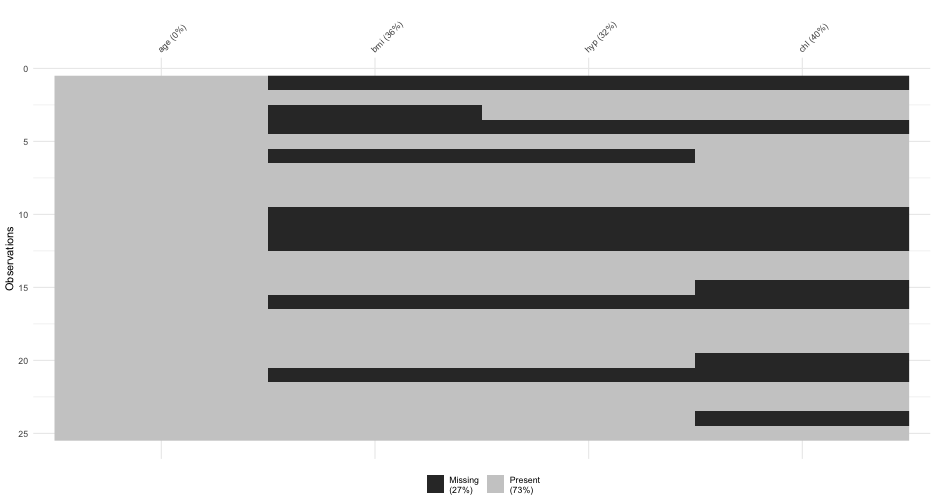 age (0%)
bmi (36%)
hyp (32%)
chl (40%)
0
5
10
15
20
25
Observations
Missing
(27%)
Present
(73%)